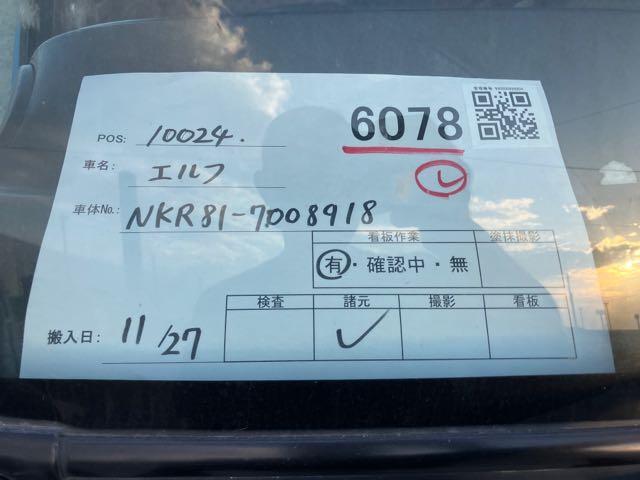 6078
POS: 10024.
車名: エルフ
車体No.: NKR81-7008918
看板作業 塗抹撮影
有・確認中・無
検査 諸元 撮影 看板
搬入日: 11/27